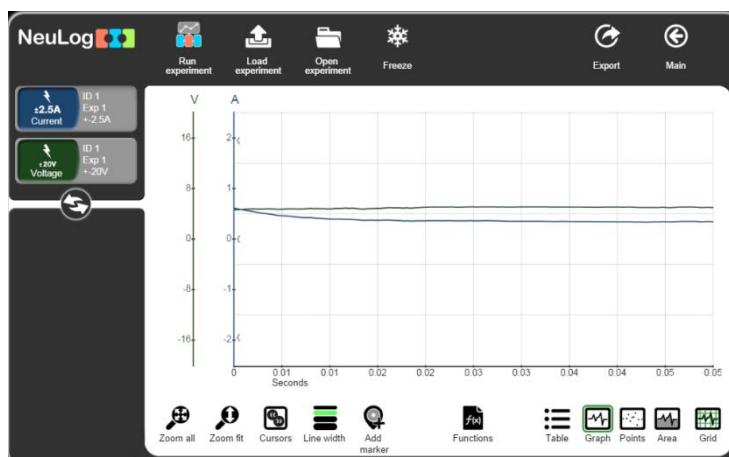 NeuLog
Run
experiment
Load
experiment
Open
experiment
Freeze
Export
Main
±2.5A
Current
ID 1
Exp 1
+-2.5A
±20V
Voltage
ID 1
Exp 1
+-20V
V A
16 2
8 1
0 0
-8 -1
-16 -2
0 0.01 0.01 0.02 0.02 0.03 0.03 0.04 0.04 0.05 0.05
Seconds
Zoom all
Zoom fit
Cursors
Line width
Add
marker
f(x)
Functions
Table
Graph
Points
Area
Grid